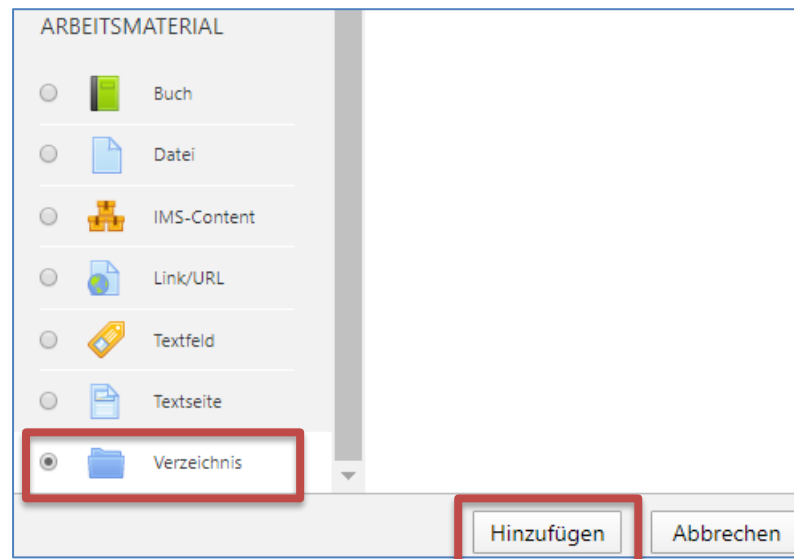 ARBEITSMATERIAL
Buch
Datei
IMS-Content
Link/URL
Textfeld
Textseite
Verzeichnis
Hinzufügen Abbrechen